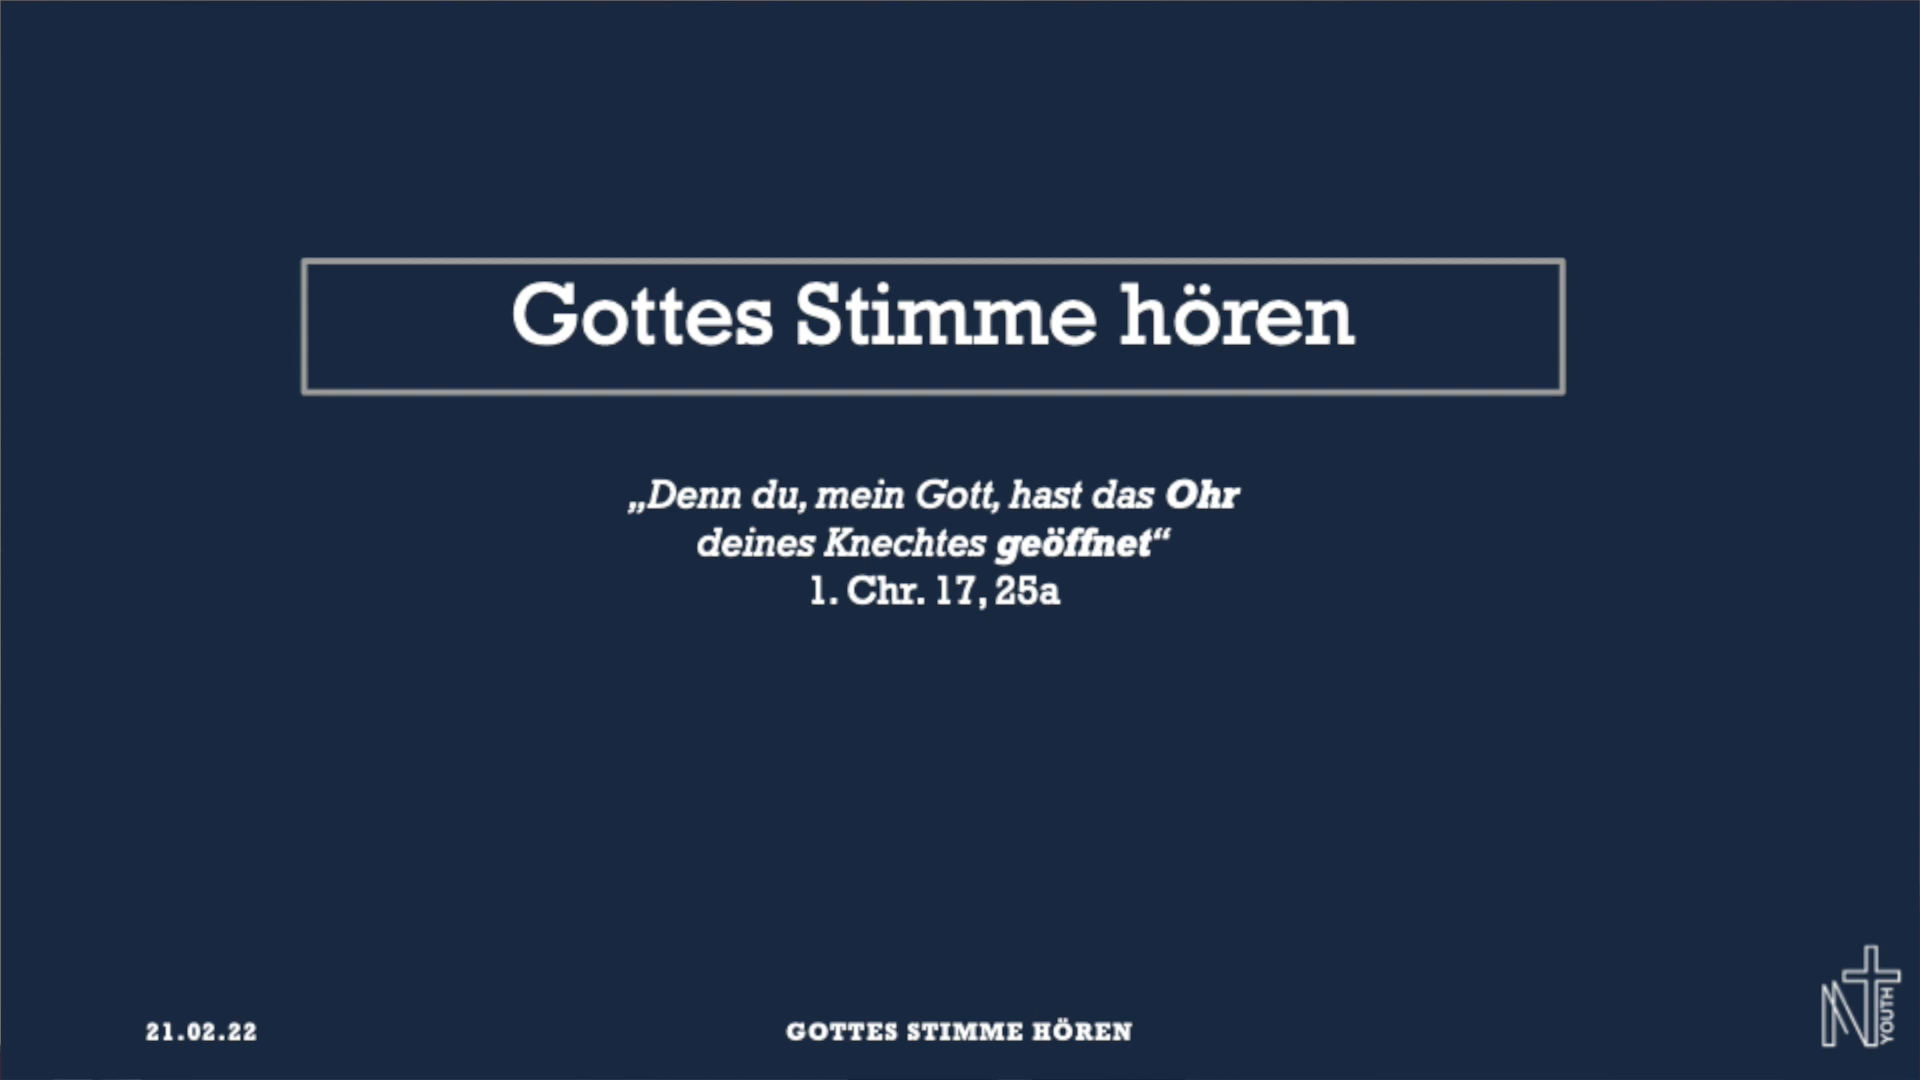 Gottes Stimme hören
„Denn du, mein Gott, hast das Ohr
deines Knechtes geöffnet“
1. Chr. 17, 25a
21.02.22
GOTTES STIMME HÖREN
NT
YOUTH